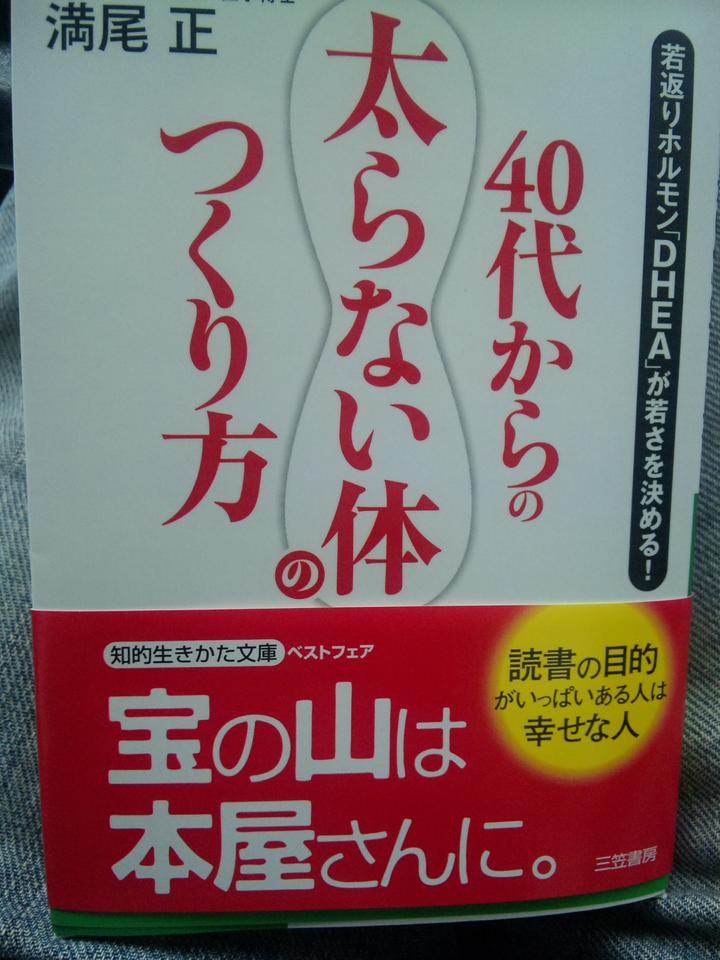 若返りホルモン「DHEA」が若さを決める!
40代からの
太らない体の
つくり方
満尾 正
知的生きかた文庫 ベストフェア
読書の目的
がいっぱいある人は
幸せな人
宝の山は
本屋さんに。
三笠書房